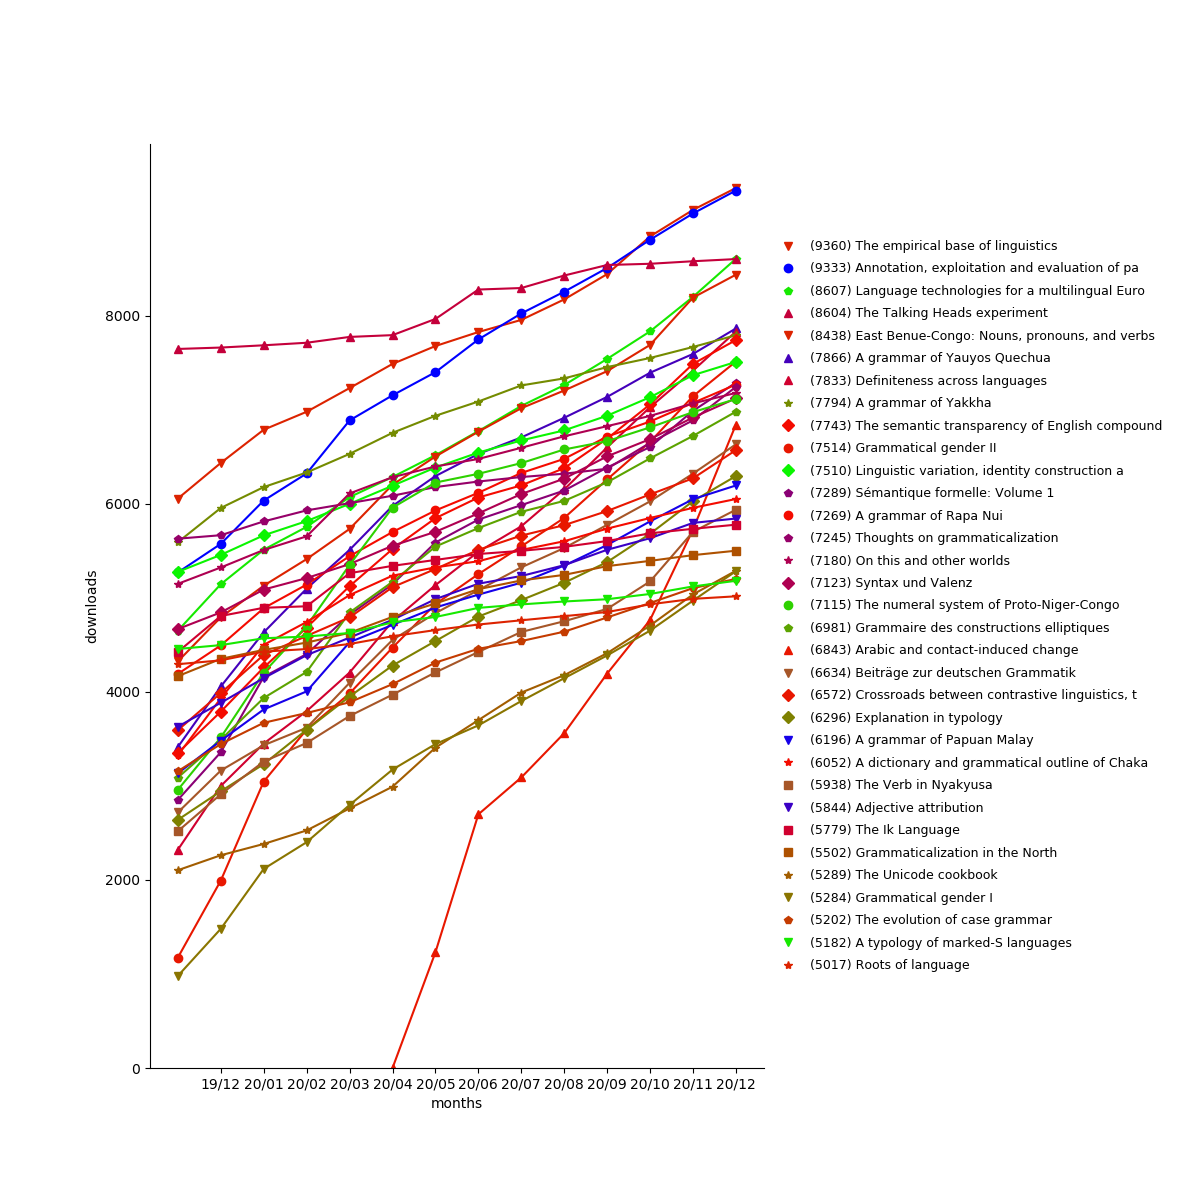 8000
6000
4000
2000
0
downloads
19/12 20/01 20/02 20/03 20/04 20/05 20/06 20/07 20/08 20/09 20/10 20/11 20/12
months
(9360) The empirical base of linguistics
(9333) Annotation, exploitation and evaluation of pa
(8607) Language technologies for a multilingual Euro
(8604) The Talking Heads experiment
(8438) East Benue-Congo: Nouns, pronouns, and verbs
(7866) A grammar of Yauyos Quechua
(7833) Definiteness across languages
(7794) A grammar of Yakkha
(7743) The semantic transparency of English compound
(7514) Grammatical gender II
(7510) Linguistic variation, identity construction a
(7289) Sémantique formelle: Volume 1
(7269) A grammar of Rapa Nui
(7245) Thoughts on grammaticalization
(7180) On this and other worlds
(7123) Syntax und Valenz
(7115) The numeral system of Proto-Niger-Congo
(6981) Grammaire des constructions elliptiques
(6843) Arabic and contact-induced change
(6634) Beiträge zur deutschen Grammatik
(6572) Crossroads between contrastive linguistics, t
(6296) Explanation in typology
(6196) A grammar of Papuan Malay
(6052) A dictionary and grammatical outline of Chaka
(5938) The Verb in Nyakyusa
(5844) Adjective attribution
(5779) The Ik Language
(5502) Grammaticalization in the North
(5289) The Unicode cookbook
(5284) Grammatical gender I
(5202) The evolution of case grammar
(5182) A typology of marked-S languages
(5017) Roots of language